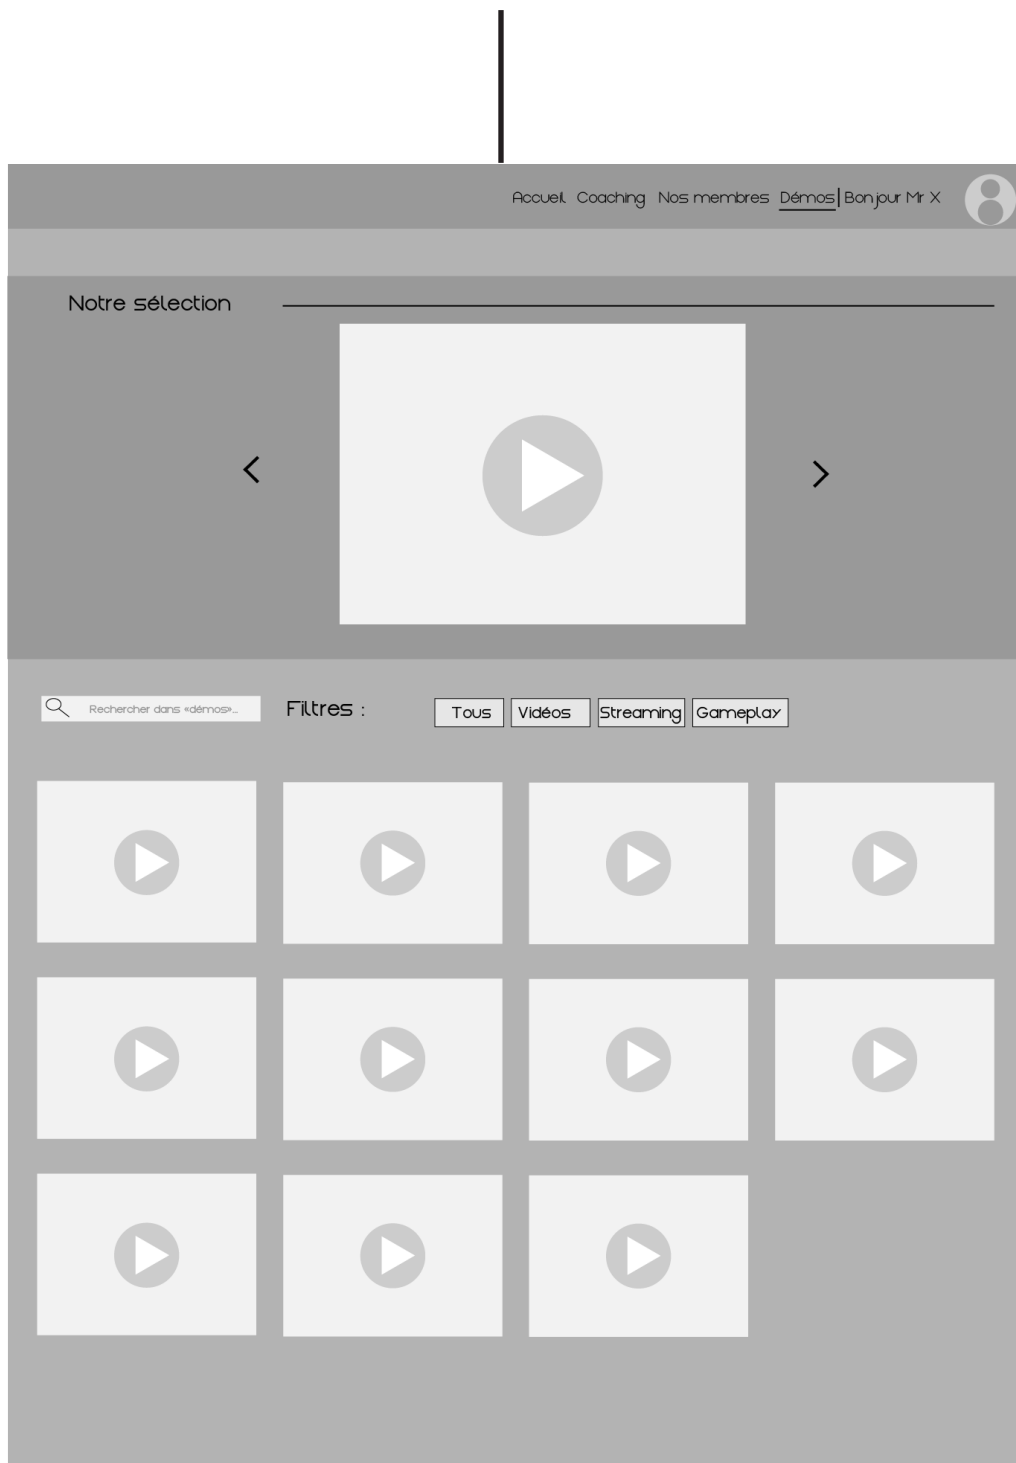 Accueil Coaching Nos membres Démos Bonjour Mr X
Notre sélection
Rechercher dans «démos»... Filtres : Tous Vidéos Streaming Gameplay